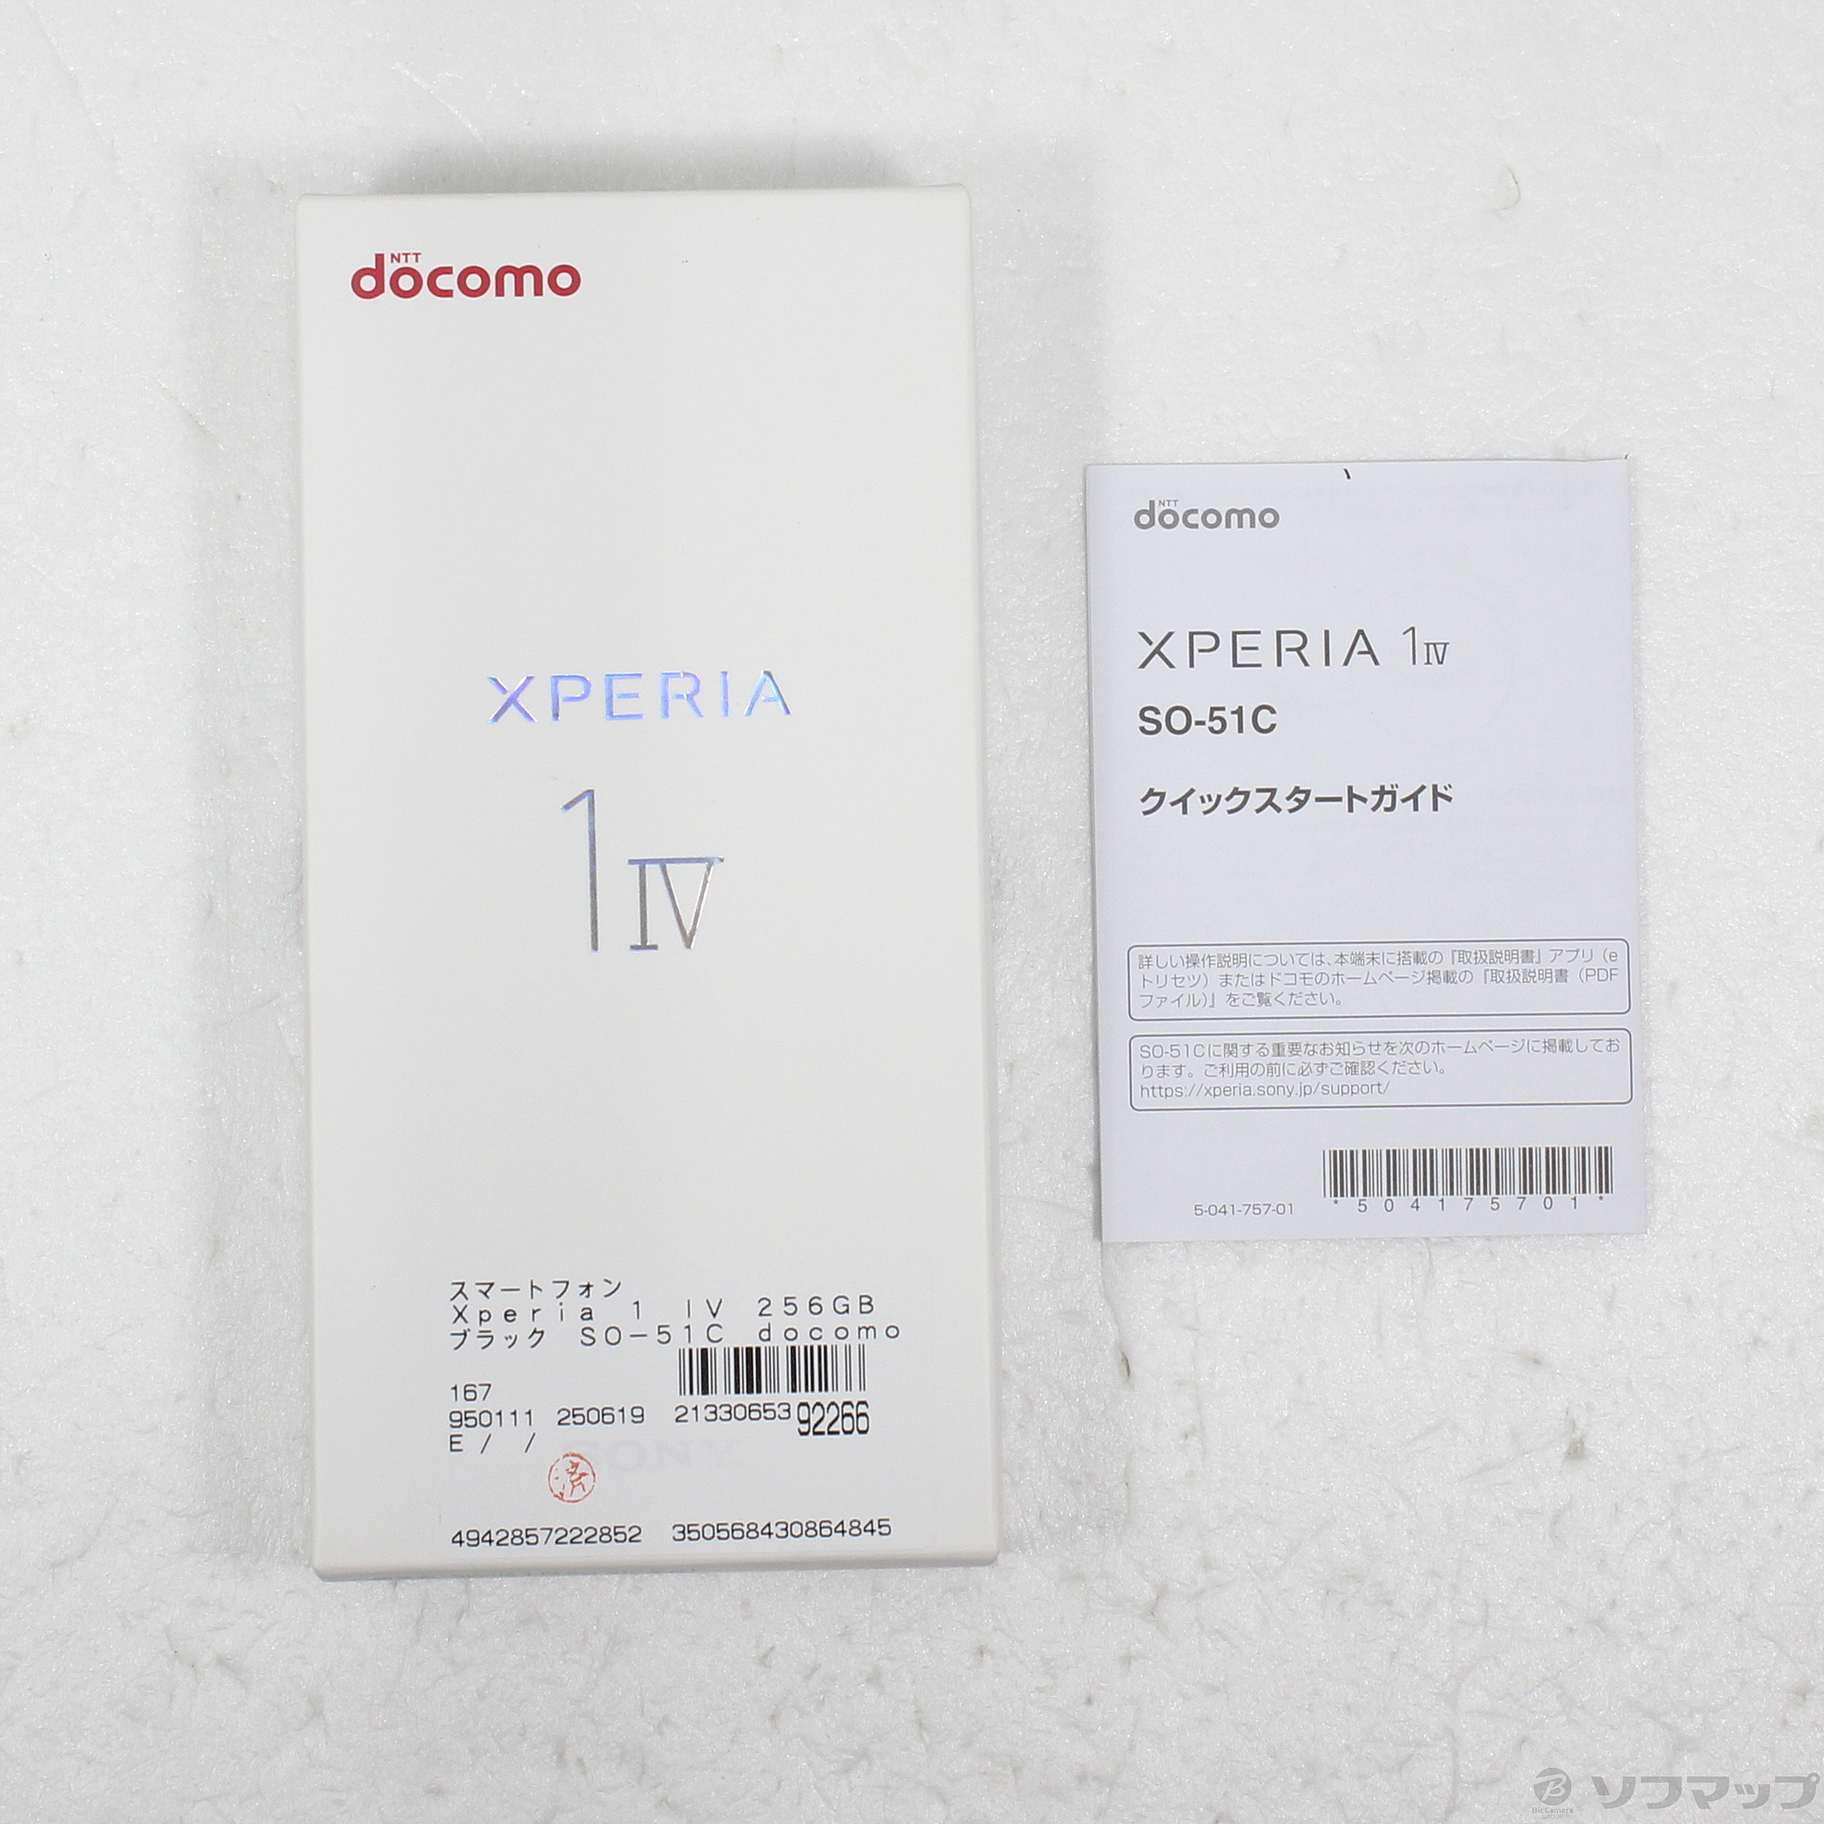 NTT
docomo
XPERIA
1 IV
スマートフォン
Xperia 1 IV 256GB
ブラック SO-51C docomo
167
950111 250619 21330653 92266
E / /
SONY
済
4942857222852 350568430864845
NTT
docomo
XPERIA 1 IV
SO-51C
クイックスタートガイド
詳しい操作説明については、本端末に搭載の『取扱説明書』アプリ（e
トリセツ）またはドコモのホームページ掲載の『取扱説明書（PDF
ファイル）』をご覧ください。
SO-51Cに関する重要なお知らせを次のホームページに掲載してお
ります。ご利用の前に必ずご確認ください。
https://xperia.sony.jp/support/
5-041-757-01
*504175701*
BicCamera
GROUP
ソフマップ